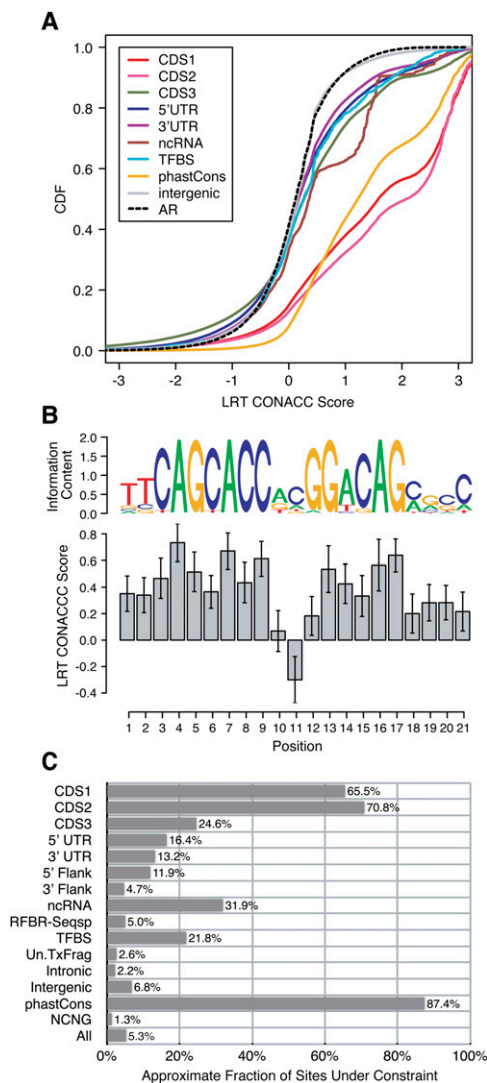 A
CDF
1.0
0.8
0.6
0.4
0.2
0.0
CDS1
CDS2
CDS3
5'UTR
3'UTR
ncRNA
TFBS
phastCons
intergenic
AR
-3 -2 -1 0 1 2 3
LRT CONACC Score
B
Information
Content
2.0
1.5
1.0
0.5
0.0
TTCAGCACCACGGACAGCGCC
LRT CONACCC Score
0.8
0.6
0.4
0.2
0.0
-0.2
-0.4
1 2 3 4 5 6 7 8 9 10 11 12 13 14 15 16 17 18 19 20 21
Position
C
CDS1 65.5%
CDS2 70.8%
CDS3 24.6%
5' UTR 16.4%
3' UTR 13.2%
5' Flank 11.9%
3' Flank 4.7%
ncRNA 31.9%
RFBR-Seqsp 5.0%
TFBS 21.8%
Un.TxFrag 2.6%
Intronic 2.2%
Intergenic 6.8%
phastCons 87.4%
NCNG 1.3%
All 5.3%
0% 20% 40% 60% 80% 100%
Approximate Fraction of Sites Under Constraint